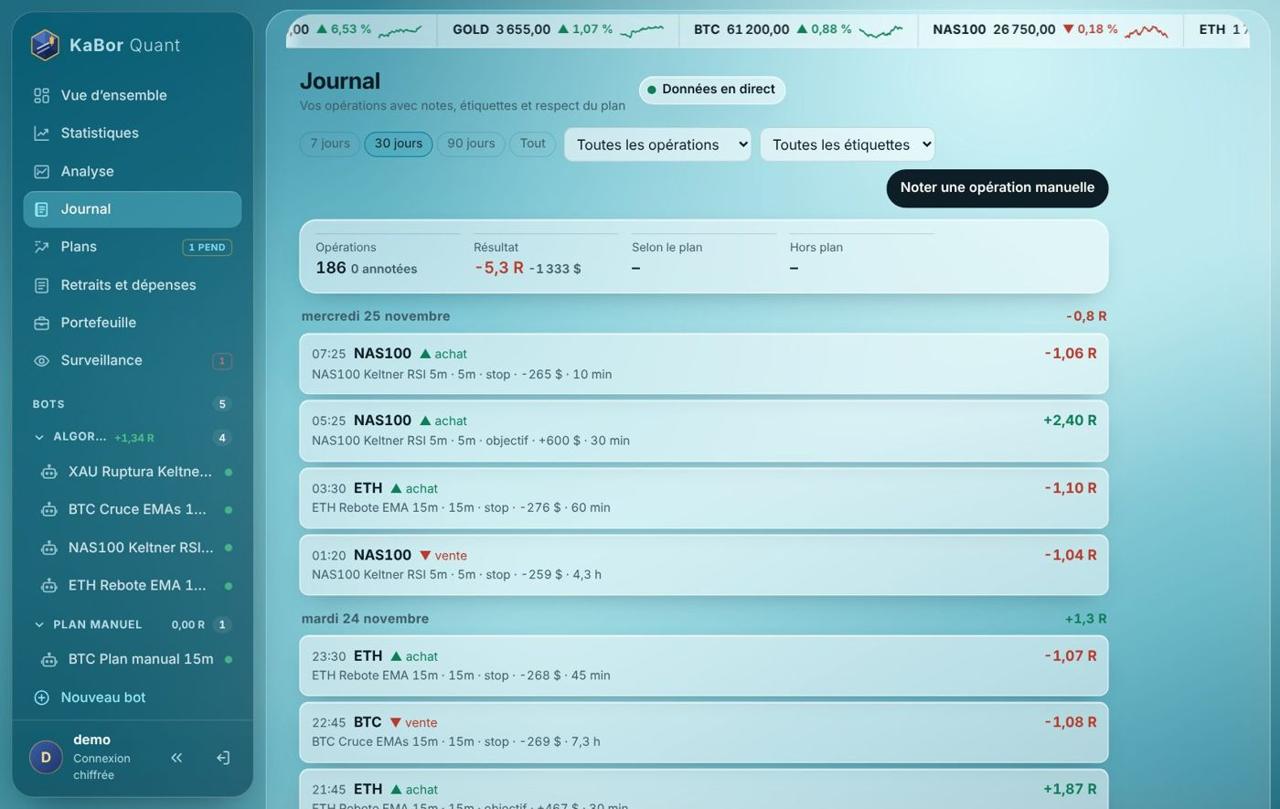 KaBor Quant
Vue d'ensemble
Statistiques
Analyse
Journal
Plans 1 PEND
Retraits et dépenses
Portefeuille
Surveillance 1
BOTS 5
ALGOR... +1,34 R 4
XAU Ruptura Keltne...
BTC Cruce EMAs 1...
NAS100 Keltner RSI...
ETH Rebote EMA 1...
PLAN MANUEL 0,00 R 1
BTC Plan manual 15m
Nouveau bot
D demo
Connexion
chiffrée
,00 ▲ 6,53 % GOLD 3 655,00 ▲ 1,07 % BTC 61 200,00 ▲ 0,88 % NAS100 26 750,00 ▼ 0,18 % ETH 1
Journal
Vos opérations avec notes, étiquettes et respect du plan
Données en direct
7 jours 30 jours 90 jours Tout Toutes les opérations Toutes les étiquettes
Noter une opération manuelle
Opérations Résultat Selon le plan Hors plan
186 0 annotées -5,3 R -1 333 $ – –
mercredi 25 novembre -0,8 R
07:25 NAS100 ▲ achat -1,06 R
NAS100 Keltner RSI 5m · 5m · stop · -265 $ · 10 min
05:25 NAS100 ▲ achat +2,40 R
NAS100 Keltner RSI 5m · 5m · objectif · +600 $ · 30 min
03:30 ETH ▲ achat -1,10 R
ETH Rebote EMA 15m · 15m · stop · -276 $ · 60 min
01:20 NAS100 ▼ vente -1,04 R
NAS100 Keltner RSI 5m · 5m · stop · -259 $ · 4,3 h
mardi 24 novembre +1,3 R
23:30 ETH ▲ achat -1,07 R
ETH Rebote EMA 15m · 15m · stop · -268 $ · 45 min
22:45 BTC ▼ vente -1,08 R
BTC Cruce EMAs 15m · 15m · stop · -269 $ · 7,3 h
21:45 ETH ▲ achat +1,87 R
ETH Rebote EMA 15m · 15m · objectif · +467 $ · 30 min